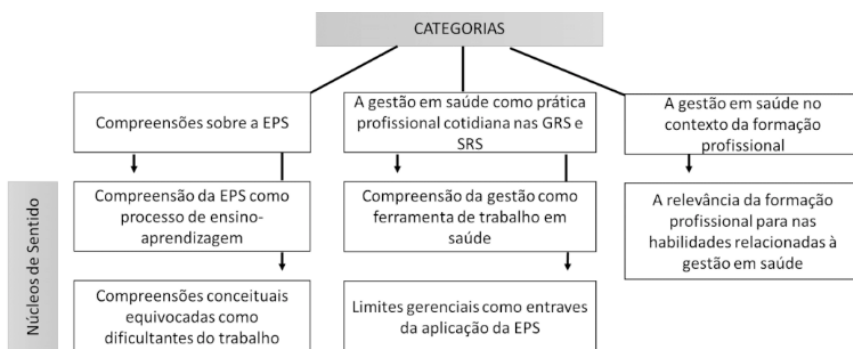 CATEGORIAS
Compreensões sobre a EPS
A gestão em saúde como prática
profissional cotidiana nas GRS e
SRS
A gestão em saúde no
contexto da formação
profissional
Núcleos de Sentido
Compreensão da EPS como
processo de ensino-
aprendizagem
Compreensão da gestão como
ferramenta de trabalho em
saúde
A relevância da formação
profissional para nas
habilidades relacionadas à
gestão em saúde
Compreensões conceituais
equivocadas como
dificultantes do trabalho
Limites gerenciais como entraves
da aplicação da EPS